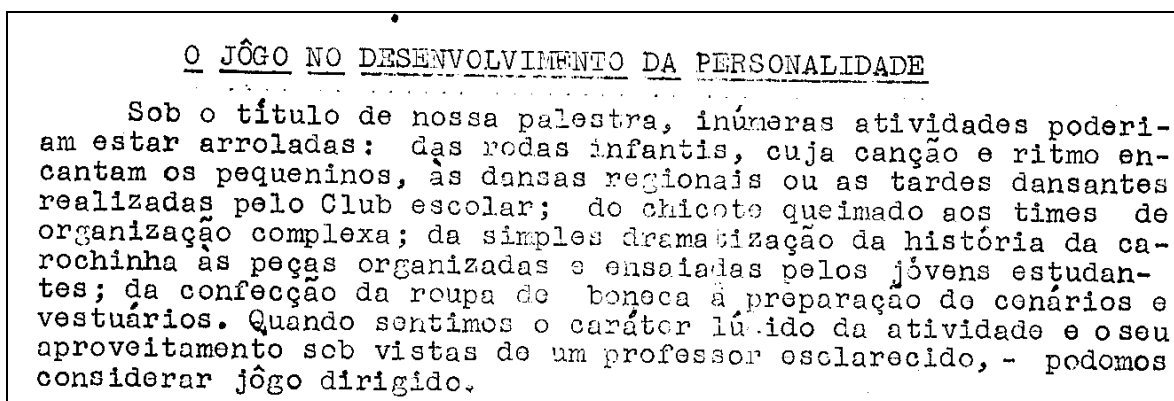 O JÔGO NO DESENVOLVIMENTO DA PERSONALIDADE
Sob o título de nossa palestra, inúmeras atividades poderi-
am estar arroladas: das rodas infantis, cuja canção e ritmo en-
cantam os pequeninos, às dansas regionais ou as tardes dansantes
realizadas pelo Club escolar; do chicote queimado aos times de
organização complexa; da simples dramatização da história da ca-
rochinha às peças organizadas e ensaiadas pelos jóvens estudan-
tes; da confecção da roupa de boneca à preparação de cenários e
vestuários. Quando sentimos o caráter da atividade e o seu
aproveitamento sob vistas de um professor esclarecido, - podemos
considerar jôgo dirigido.